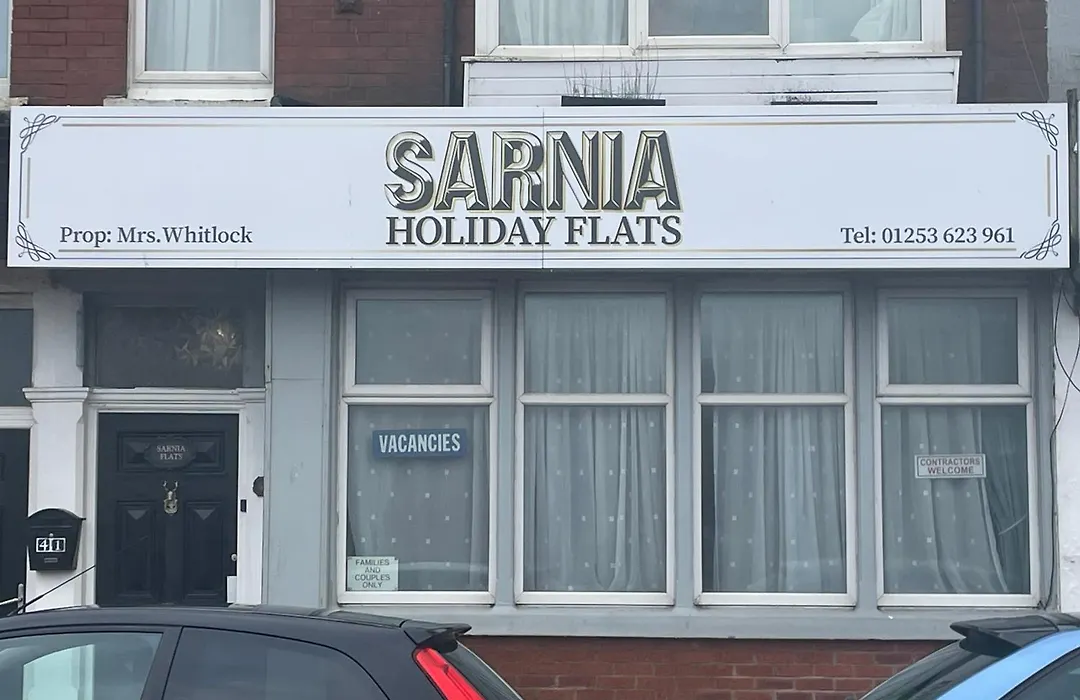 SARNIA
HOLIDAY FLATS
Prop: Mrs.Whitlock
Tel: 01253 623 961
SARNIA
FLATS
VACANCIES
CONTRACTORS
WELCOME
41
FAMILIES
AND
COUPLES
ONLY